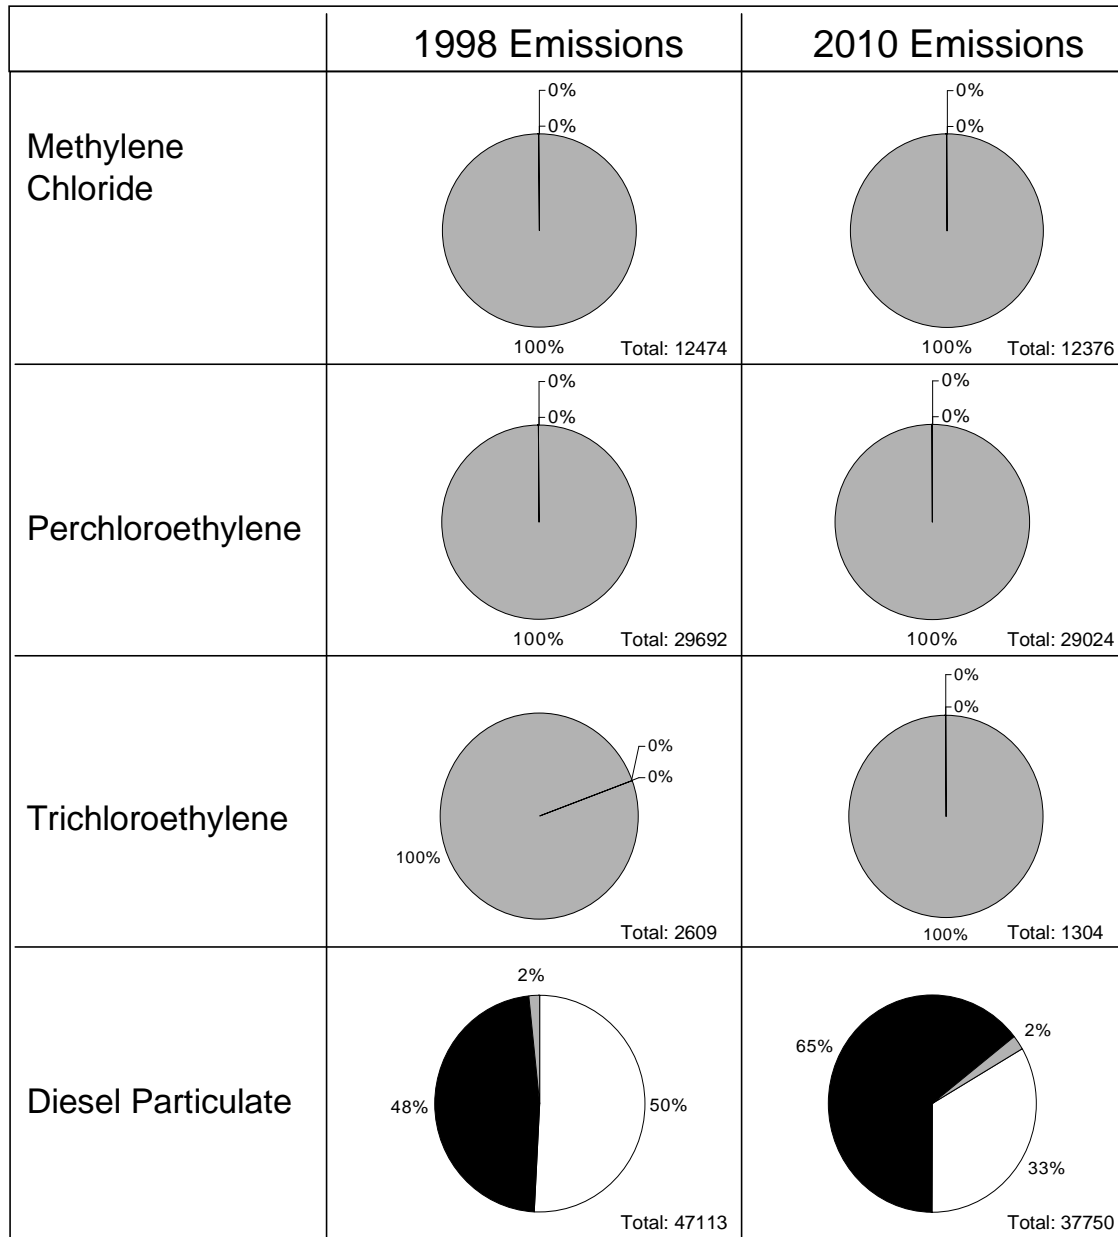 1998 Emissions
2010 Emissions
Methylene
Chloride
0%
0%
100%
Total: 12474
0%
0%
100%
Total: 12376
Perchloroethylene
0%
0%
100%
Total: 29692
0%
0%
100%
Total: 29024
Trichloroethylene
0%
0%
100%
Total: 2609
0%
0%
100%
Total: 1304
Diesel Particulate
2%
48%
50%
Total: 47113
65%
2%
33%
Total: 37750